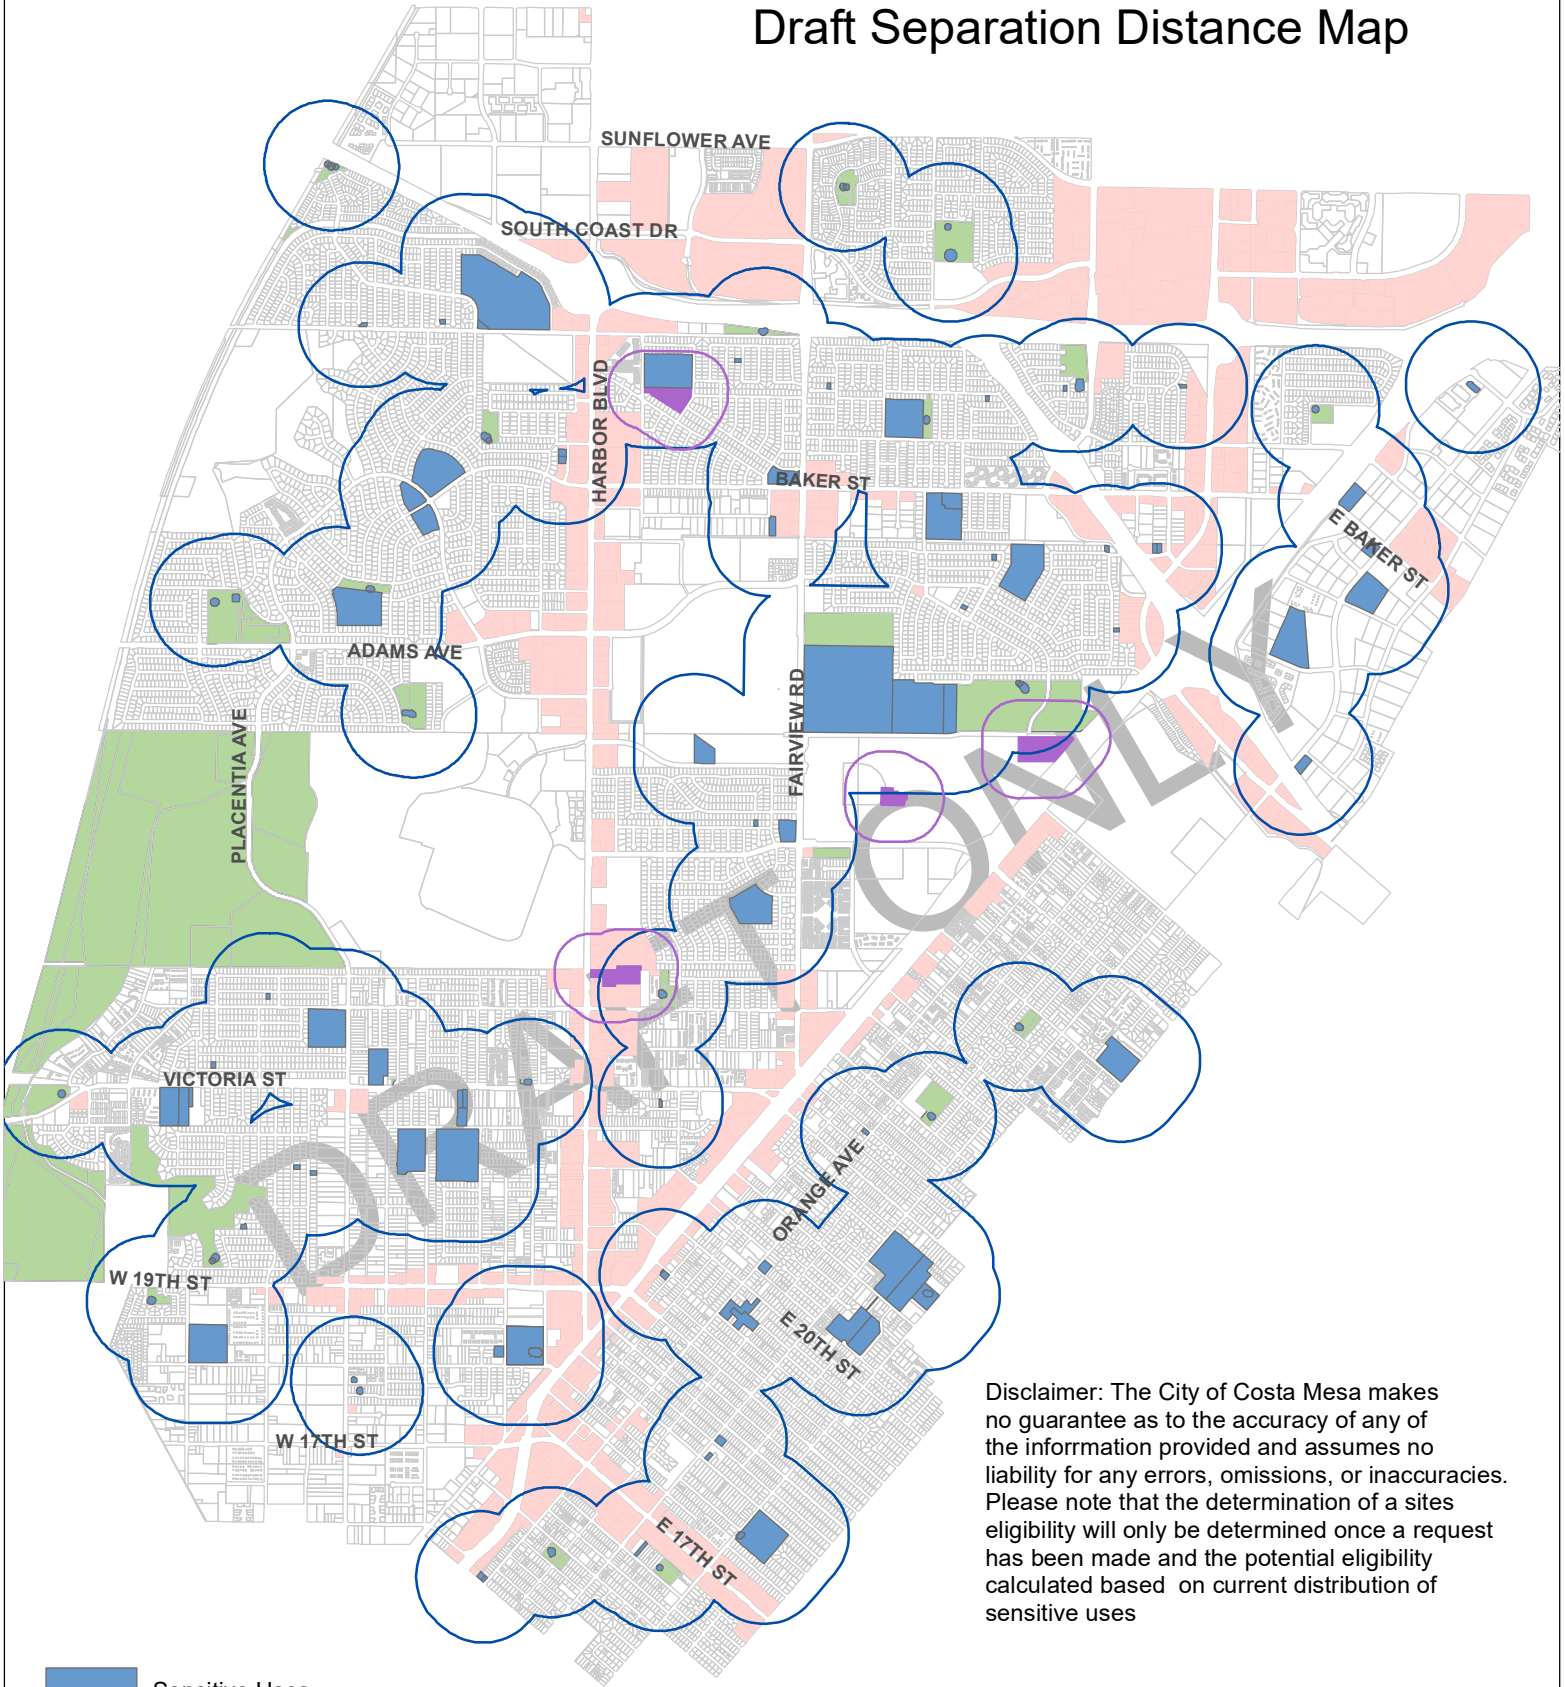 Draft Separation Distance Map
SUNFLOWER AVE
SOUTH COAST DR
HARBOR BLVD
BAKER ST
E BAKER ST
ADAMS AVE
FAIRVIEW RD
PLACENTIA AVE
DRAFT ONLY
VICTORIA ST
ORANGE AVE
W 19TH ST
E 20TH ST
W 17TH ST
E 17TH ST
Disclaimer: The City of Costa Mesa makes
no guarantee as to the accuracy of any of
the inforrmation provided and assumes no
liability for any errors, omissions, or inaccuracies.
Please note that the determination of a sites
eligibility will only be determined once a request
has been made and the potential eligibility
calculated based  on current distribution of
sensitive uses
Sensitive Uses